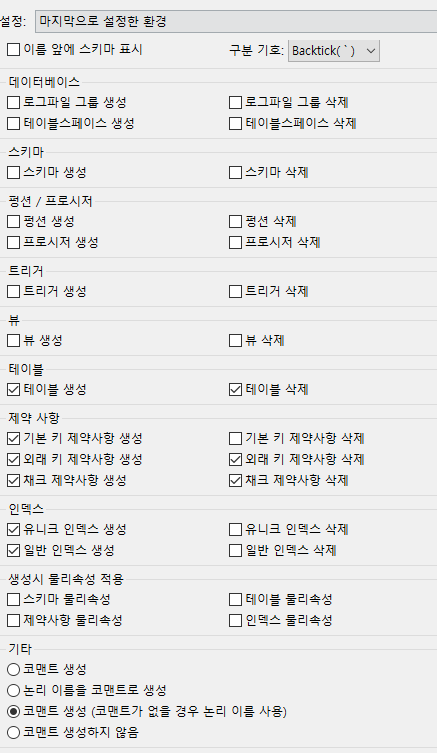 설정: 마지막으로 설정한 환경
이름 앞에 스키마 표시 구분 기호: Backtick(`)
데이터베이스
로그파일 그룹 생성 로그파일 그룹 삭제
테이블스페이스 생성 테이블스페이스 삭제
스키마
스키마 생성 스키마 삭제
펑션 / 프로시저
펑션 생성 펑션 삭제
프로시저 생성 프로시저 삭제
트리거
트리거 생성 트리거 삭제
뷰
뷰 생성 뷰 삭제
테이블
테이블 생성 테이블 삭제
제약 사항
기본 키 제약사항 생성 기본 키 제약사항 삭제
외래 키 제약사항 생성 외래 키 제약사항 삭제
채크 제약사항 생성 채크 제약사항 삭제
인덱스
유니크 인덱스 생성 유니크 인덱스 삭제
일반 인덱스 생성 일반 인덱스 삭제
생성시 물리속성 적용
스키마 물리속성 테이블 물리속성
제약사항 물리속성 인덱스 물리속성
기타
코맨트 생성
논리 이름을 코맨트로 생성
코맨트 생성 (코맨트가 없을 경우 논리 이름 사용)
코맨트 생성하지 않음